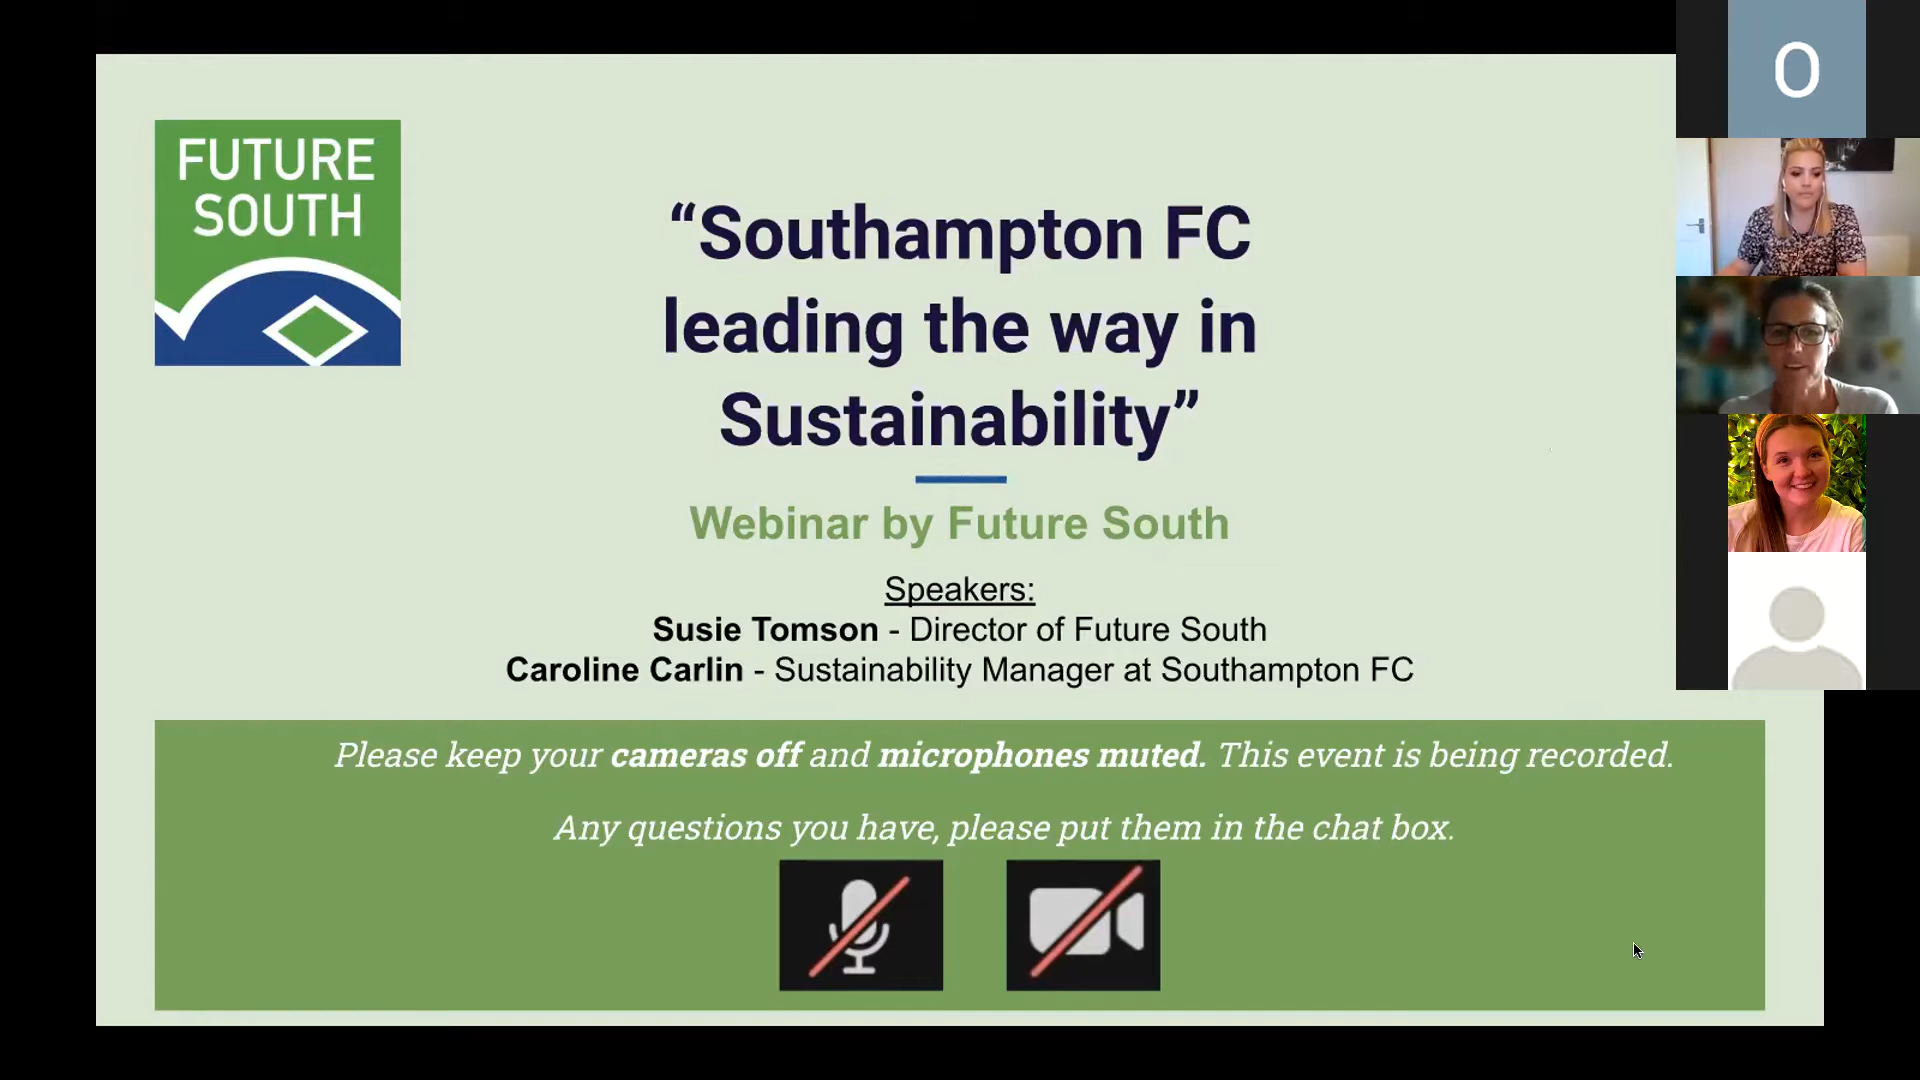 FUTURE
SOUTH
“Southampton FC
leading the way in
Sustainability”
Webinar by Future South
Speakers:
Susie Tomson - Director of Future South
Caroline Carlin - Sustainability Manager at Southampton FC
Please keep your cameras off and microphones muted. This event is being recorded.
Any questions you have, please put them in the chat box.
O